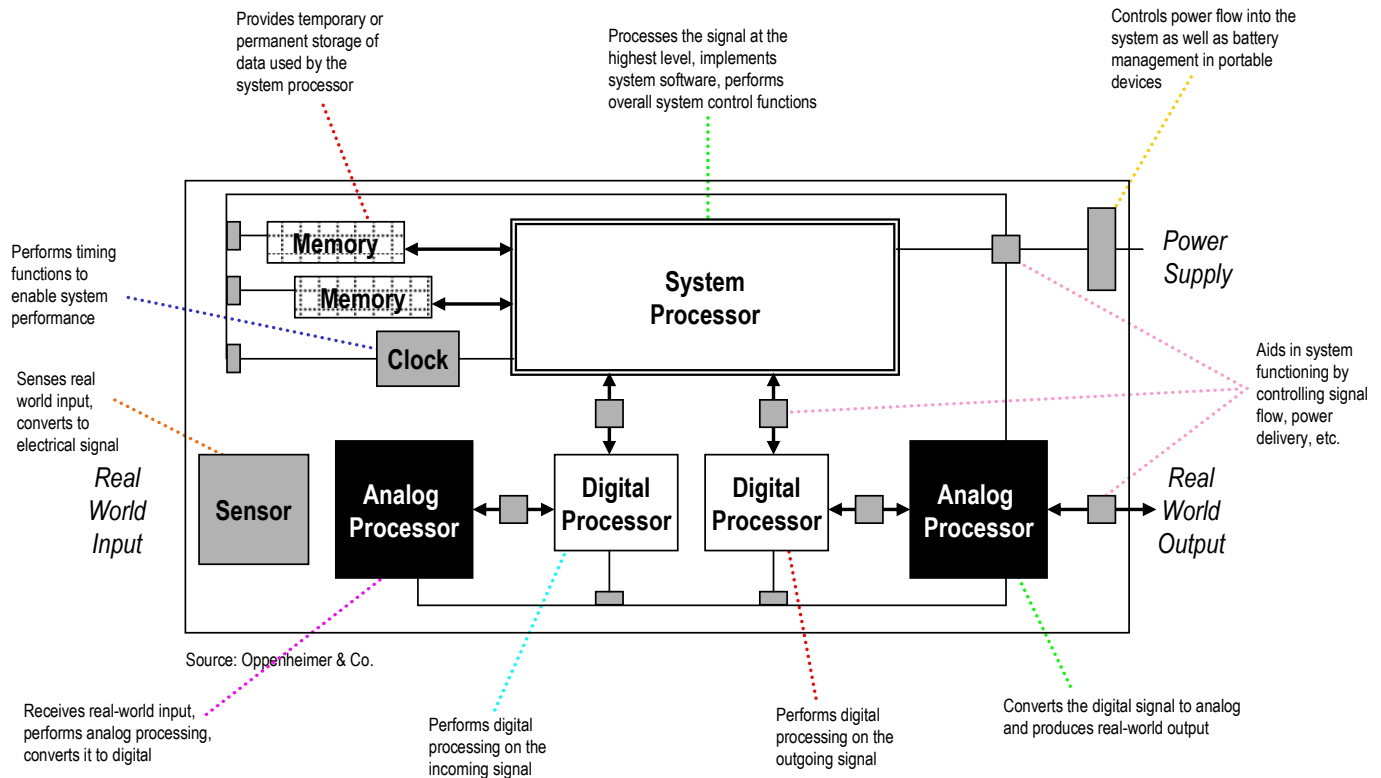 Provides temporary or
permanent storage of
data used by the
system processor
Processes the signal at the
highest level, implements
system software, performs
overall system control functions
Controls power flow into the
system as well as battery
management in portable
devices
Performs timing
functions to
enable system
performance
Memory
Memory
Clock
System
Processor
Power
Supply
Senses real
world input,
converts to
electrical signal
Aids in system
functioning by
controlling signal
flow, power
delivery, etc.
Real
World
Input
Sensor
Analog
Processor
Digital
Processor
Digital
Processor
Analog
Processor
Real
World
Output
Source: Oppenheimer & Co.
Receives real-world input,
performs analog processing,
converts it to digital
Performs digital
processing on the
incoming signal
Performs digital
processing on the
outgoing signal
Converts the digital signal to analog
and produces real-world output